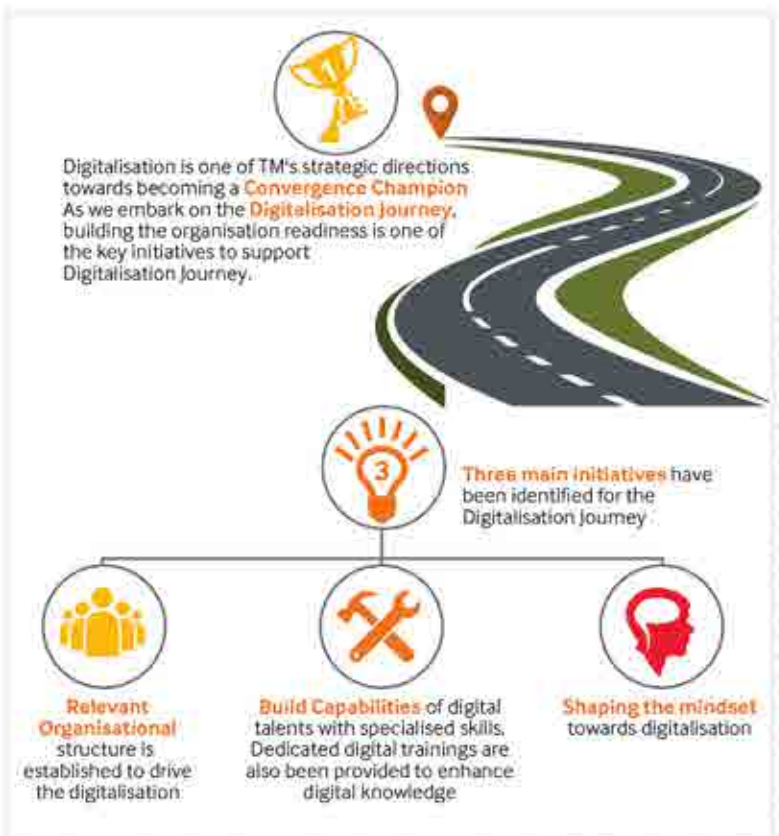 1
Digitalisation is one of TM's strategic directions
towards becoming a Convergence Champion
As we embark on the Digitalisation Journey,
building the organisation readiness is one of
the key initiatives to support
Digitalisation Journey.
3
Three main initiatives have
been identified for the
Digitalisation Journey
Relevant
Organisational
structure is
established to drive
the digitalisation
Build Capabilities of digital
talents with specialised skills.
Dedicated digital trainings are
also been provided to enhance
digital knowledge
Shaping the mindset
towards digitalisation